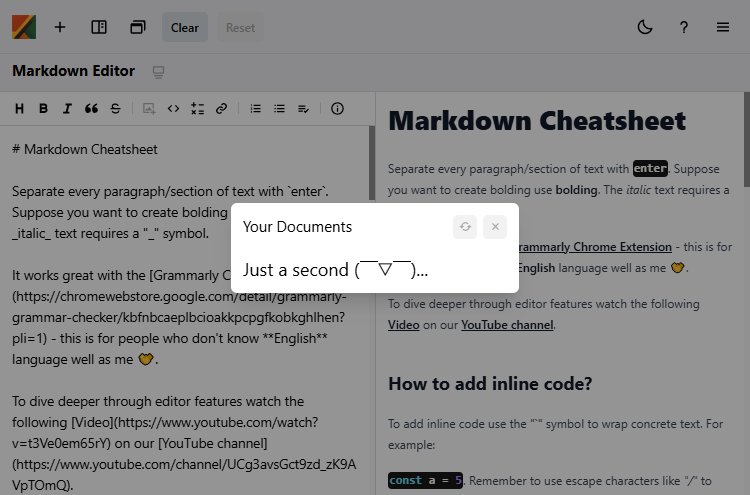 Clear
Reset
Markdown Editor
# Markdown Cheatsheet
Separate every paragraph/section of text with `enter`.
Suppose you want to create bolding
_italic_ text requires a "_" symbol.
It works great with the [Grammarly C
(https://chromewebstore.google.com/detail/grammarly-
grammar-checker/kbfnbcaeplbcioakkpcpgfkobkghlhen?
pli=1) - this is for people who don't know **English**
language well as me 🤝.
To dive deeper through editor features watch the
following [Video](https://www.youtube.com/watch?
v=t3Ve0em65rY) on our [YouTube channel]
(https://www.youtube.com/channel/UCg3avsGct9zd_zK9A
VpTOmQ).
Your Documents
Just a second (￣▽￣)...
Markdown Cheatsheet
Separate every paragraph/section of text with enter. Suppose
you want to create bolding use bolding. The italic text requires a
rammarly Chrome Extension - this is for
English language well as me 🤝.
To dive deeper through editor features watch the following
Video on our YouTube channel.
How to add inline code?
To add inline code use the "`" symbol to wrap concrete text. For
example:
const a = 5. Remember to use escape characters like "/" to